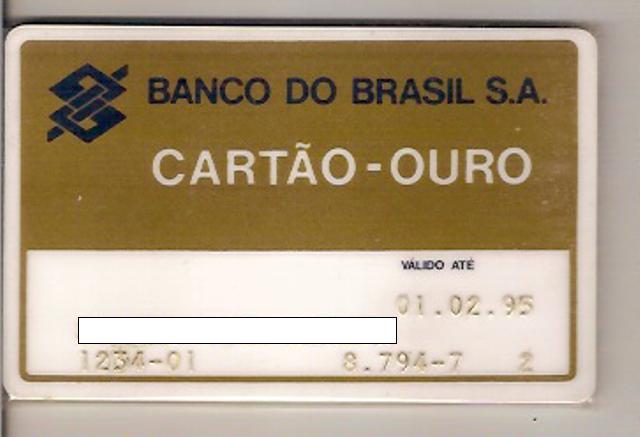 BANCO DO BRASIL S.A.
CARTÃO-OURO
VÁLIDO ATÉ
01.02.95
1234-01 8.794-7 2